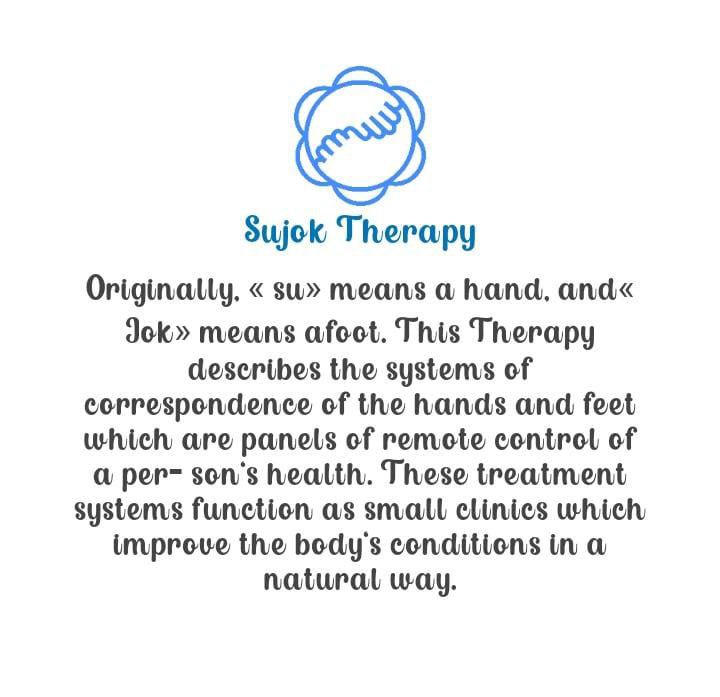 Sujok Therapy
Originally, « su» means a hand, and«
Jok» means afoot. This Therapy
describes the systems of
correspondence of the hands and feet
which are panels of remote control of
a per- son's health. These treatment
systems function as small clinics which
improve the body's conditions in a
natural way.